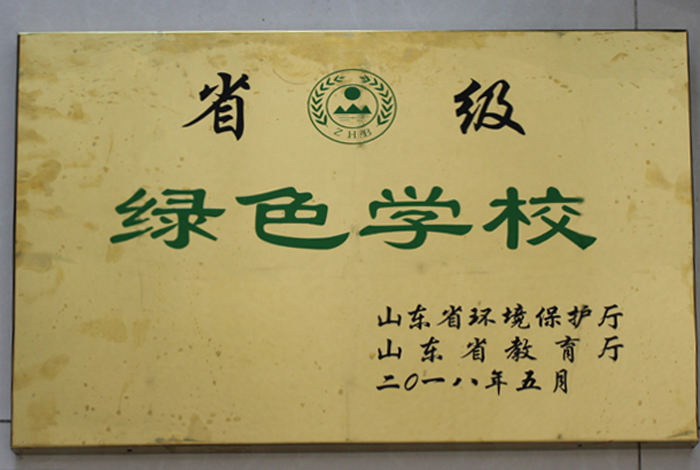 省 级
ZHB
绿色学校
山东省环境保护厅
山东省教育厅
二〇一八年五月